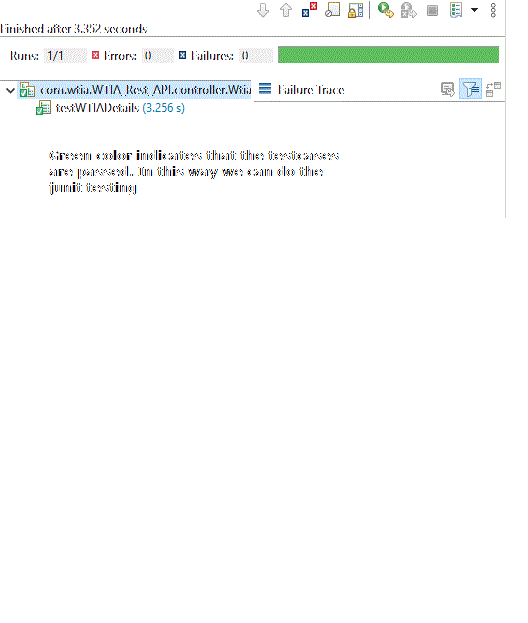 Finished after 3.352 seconds
Runs: 1/1 Errors: 0 Failures: 0
com.wtia.WTIA_Rest_API.controller.Wtia
Failure Trace
testWTIADetails (3.256 s)
Green color indicates that the testcases
are passed. In this way we can do the
junit testing